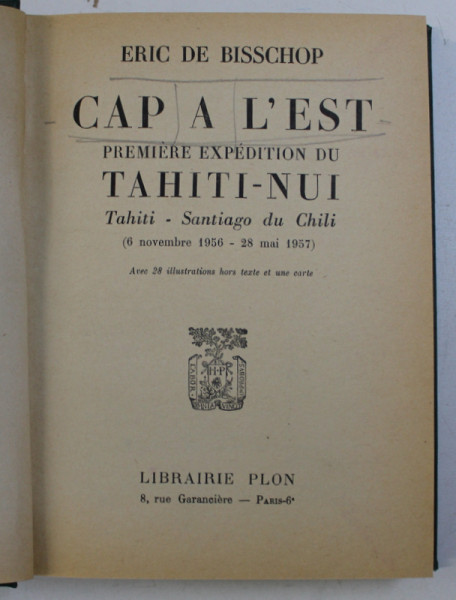 ERIC DE BISSCHOP
CAP A L'EST
PREMIÈRE EXPÉDITION DU
TAHITI-NUI
Tahiti - Santiago du Chili
(6 novembre 1956 - 28 mai 1957)
Avec 28 illustrations hors texte et une carte
H·P
LABOR
LIBRAIRIE PLON
8, rue Garancière — PARIS-6e